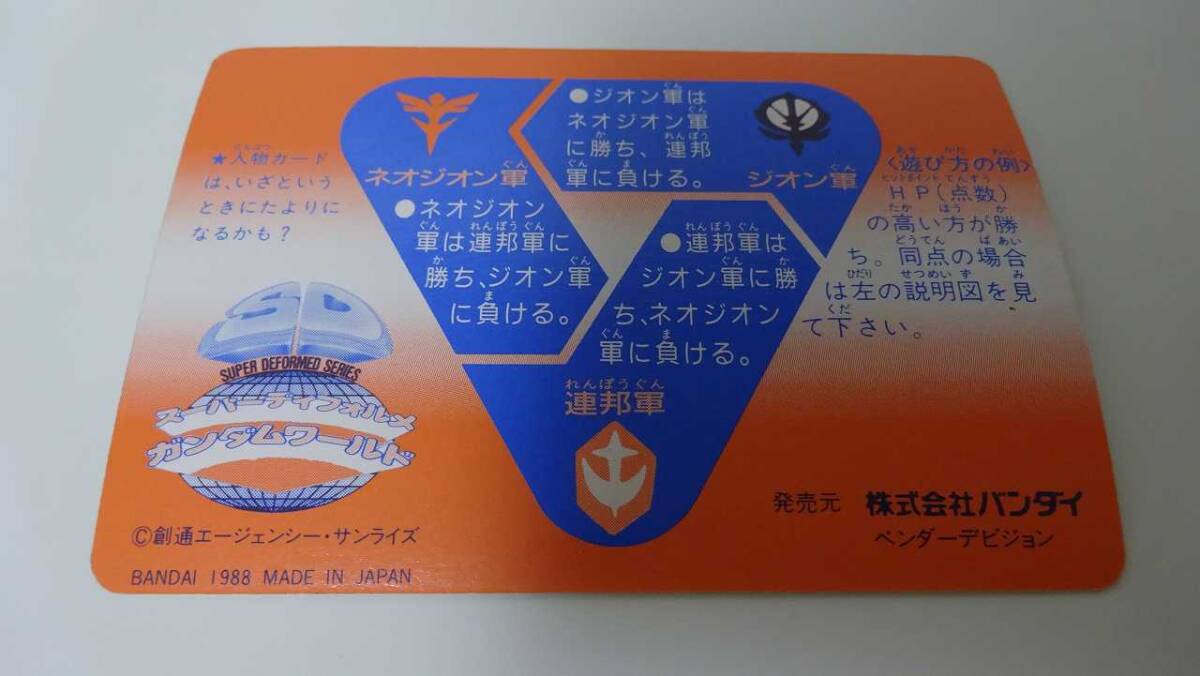 ★人物カード
は、いざという
ときにたよりに
なるかも?
ネオジオン軍
●ネオジオン
軍は連邦軍に
勝ち、ジオン軍
に負ける。
●ジオン軍は
ネオジオン軍
に勝ち、連邦
軍に負ける。
ジオン軍
●連邦軍は
ジオン軍に勝
ち、ネオジオン
軍に負ける。
連邦軍
<遊び方の例>
HP(点数)
の高い方が勝
ち。同点の場合
は左の説明図を見
て下さい。
SD
SUPER DEFORMED SERIES
スーパーディフォルメ
ガンダムワールド
©創通エージェンシー・サンライズ
BANDAI 1988 MADE IN JAPAN
発売元 株式会社バンダイ
ベンダーデビジョン